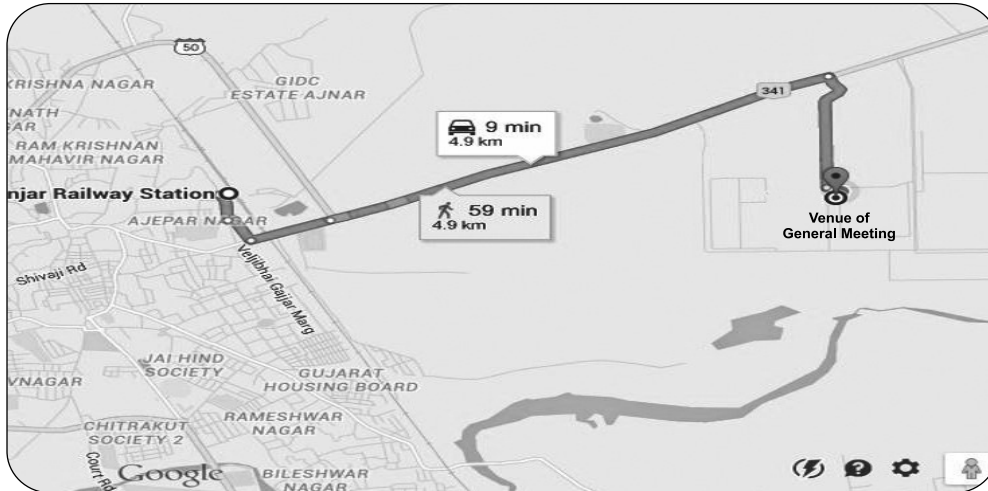 50
KRISHNA NAGAR
GIDC
ESTATE AJNAR
NATH
GAR
RAM KRISHNAN
MAHAVIR NAGAR
341
9 min
4.9 km
njar Railway Station
59 min
4.9 km
AJEPAR NAGAR
Venue of
General Meeting
Veljibhai Gajjar Marg
Shivaji Rd
JAI HIND
SOCIETY
VNAGAR
GUJARAT
HOUSING BOARD
RAMESHWAR
NAGAR
CHITRAKUT
SOCIETY 2
Court Rd
Google
BILESHWAR
NAGAR